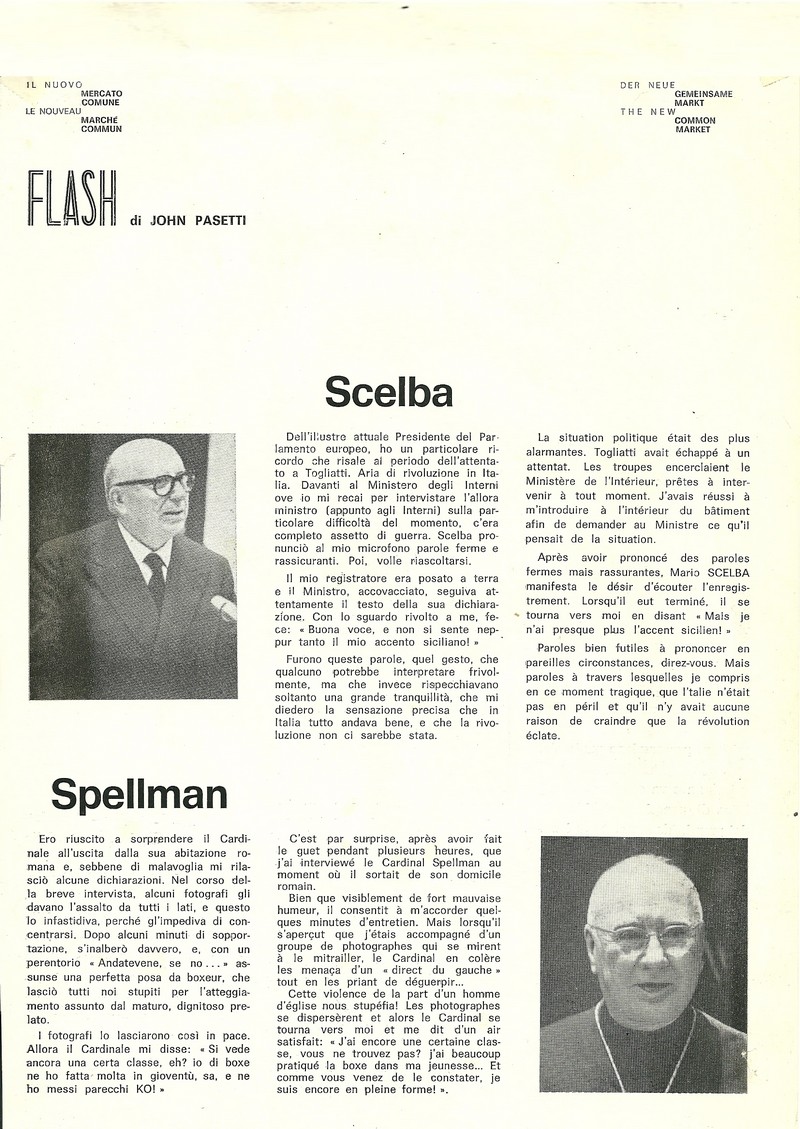 IL NUOVO
MERCATO
COMUNE
LE NOUVEAU
MARCHÉ
COMMUN
DER NEUE
GEMEINSAME
MARKT
THE NEW
COMMON
MARKET
FLASH di JOHN PASETTI
Scelba
Dell'illustre attuale Presidente del Par-
lamento europeo, ho un particolare ri-
cordo che risale al periodo dell'attenta-
to a Togliatti. Aria di rivoluzione in Ita-
lia. Davanti al Ministero degli Interni
ove io mi recai per intervistare l'allora
ministro (appunto agli Interni) sulla par-
ticolare difficoltà del momento, c'era
completo assetto di guerra. Scelba pro-
nunciò al mio microfono parole ferme e
rassicuranti. Poi, volle riascoltarsi.
Il mio registratore era posato a terra
e il Ministro, accovacciato, seguiva at-
tentamente il testo della sua dichiara-
zione. Con lo sguardo rivolto a me, fe-
ce: « Buona voce, e non si sente nep-
pur tanto il mio accento siciliano! »
Furono queste parole, quel gesto, che
qualcuno potrebbe interpretare frivol-
mente, ma che invece rispecchiavano
soltanto una grande tranquillità, che mi
diedero la sensazione precisa che in
Italia tutto andava bene, e che la rivo-
luzione non ci sarebbe stata.
La situation politique était des plus
alarmantes. Togliatti avait échappé à un
attentat. Les troupes encerclaient le
Ministère de l'Intérieur, prêtes à inter-
venir à tout moment. J'avais réussi à
m'introduire à l'intérieur du bâtiment
afin de demander au Ministre ce qu'il
pensait de la situation.
Après avoir prononcé des paroles
fermes mais rassurantes, Mario SCELBA
manifesta le désir d'écouter l'enregis-
trement. Lorsqu'il eut terminé, il se
tourna vers moi en disant « Mais je
n'ai presque plus l'accent sicilien! »
Paroles bien futiles à prononcer en
pareilles circonstances, direz-vous. Mais
paroles à travers lesquelles je compris
en ce moment tragique, que l'Italie n'était
pas en péril et qu'il n'y avait aucune
raison de craindre que la révolution
éclate.
Spellman
Ero riuscito a sorprendere il Cardi-
nale all'uscita dalla sua abitazione ro-
mana e, sebbene di malavoglia mi rila-
sciò alcune dichiarazioni. Nel corso del-
la breve intervista, alcuni fotografi gli
davano l'assalto da tutti i lati, e questo
lo infastidiva, perché gl'impediva di con-
centrarsi. Dopo alcuni minuti di soppor-
tazione, s'inalberò davvero, e, con un
perentorio « Andatevene, se no ... » as-
sunse una perfetta posa da boxeur, che
lasciò tutti noi stupiti per l'atteggia-
mento assunto dal maturo, dignitoso pre-
lato.
I fotografi lo lasciarono così in pace.
Allora il Cardinale mi disse: « Si vede
ancora una certa classe, eh? io di boxe
ne ho fatta molta in gioventù, sa, e ne
ho messi parecchi KO! »
C'est par surprise, après avoir fait
le guet pendant plusieurs heures, que
j'ai interviewé le Cardinal Spellman au
moment où il sortait de son domicile
romain.
Bien que visiblement de fort mauvaise
humeur, il consentit à m'accorder quel-
ques minutes d'entretien. Mais lorsqu'il
s'aperçut que j'étais accompagné d'un
groupe de photographes qui se mirent
à le mitrailler, le Cardinal en colère
les menaça d'un « direct du gauche »
tout en les priant de déguerpir...
Cette violence de la part d'un homme
d'église nous stupéfia! Les photographes
se dispersèrent et alors le Cardinal se
tourna vers moi et me dit d'un air
satisfait: « J'ai encore une certaine clas-
se, vous ne trouvez pas? j'ai beaucoup
pratiqué la boxe dans ma jeunesse... Et
comme vous venez de le constater, je
suis encore en pleine forme! ».